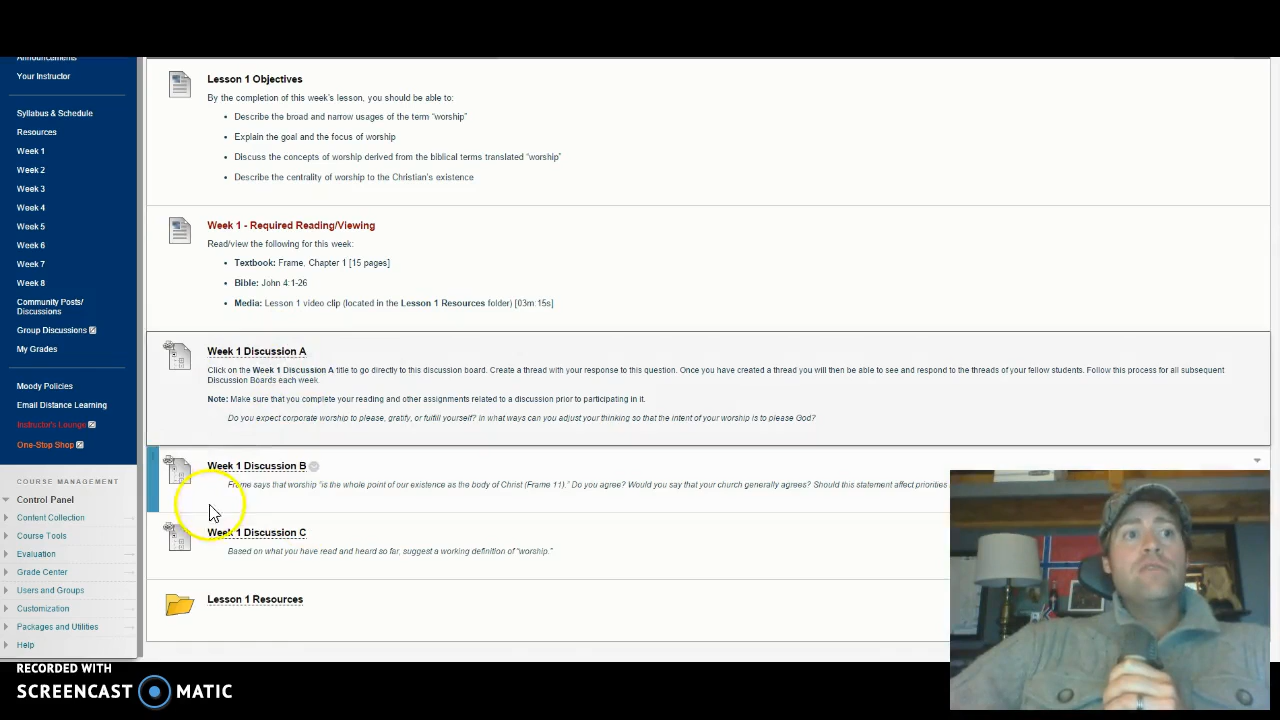 Announcements
Your Instructor
Syllabus & Schedule
Resources
Week 1
Week 2
Week 3
Week 4
Week 5
Week 6
Week 7
Week 8
Community Posts/
Discussions
Group Discussions
My Grades
Moody Policies
Email Distance Learning
Instructor's Lounge
One-Stop Shop
COURSE MANAGEMENT
Control Panel
Content Collection
Course Tools
Evaluation
Grade Center
Users and Groups
Customization
Packages and Utilities
Help
Lesson 1 Objectives
By the completion of this week's lesson, you should be able to:
• Describe the broad and narrow usages of the term "worship"
• Explain the goal and the focus of worship
• Discuss the concepts of worship derived from the biblical terms translated "worship"
• Describe the centrality of worship to the Christian's existence
Week 1 - Required Reading/Viewing
Read/view the following for this week:
• Textbook: Frame, Chapter 1 [15 pages]
• Bible: John 4:1-26
• Media: Lesson 1 video clip (located in the Lesson 1 Resources folder) [03m:15s]
Week 1 Discussion A
Click on the Week 1 Discussion A title to go directly to this discussion board. Create a thread with your response to this question. Once you have created a thread you will then be able to see and respond to the threads of your fellow students. Follow this process for all subsequent
Discussion Boards each week.
Note: Make sure that you complete your reading and other assignments related to a discussion prior to participating in it.
Do you expect corporate worship to please, gratify, or fulfill yourself? In what ways can you adjust your thinking so that the intent of your worship is to please God?
Week 1 Discussion B
Frame says that worship "is the whole point of our existence as the body of Christ (Frame 11)." Do you agree? Would you say that your church generally agrees? Should this statement affect priorities
Week 1 Discussion C
Based on what you have read and heard so far, suggest a working definition of "worship."
Lesson 1 Resources
RECORDED WITH
SCREENCAST MATIC